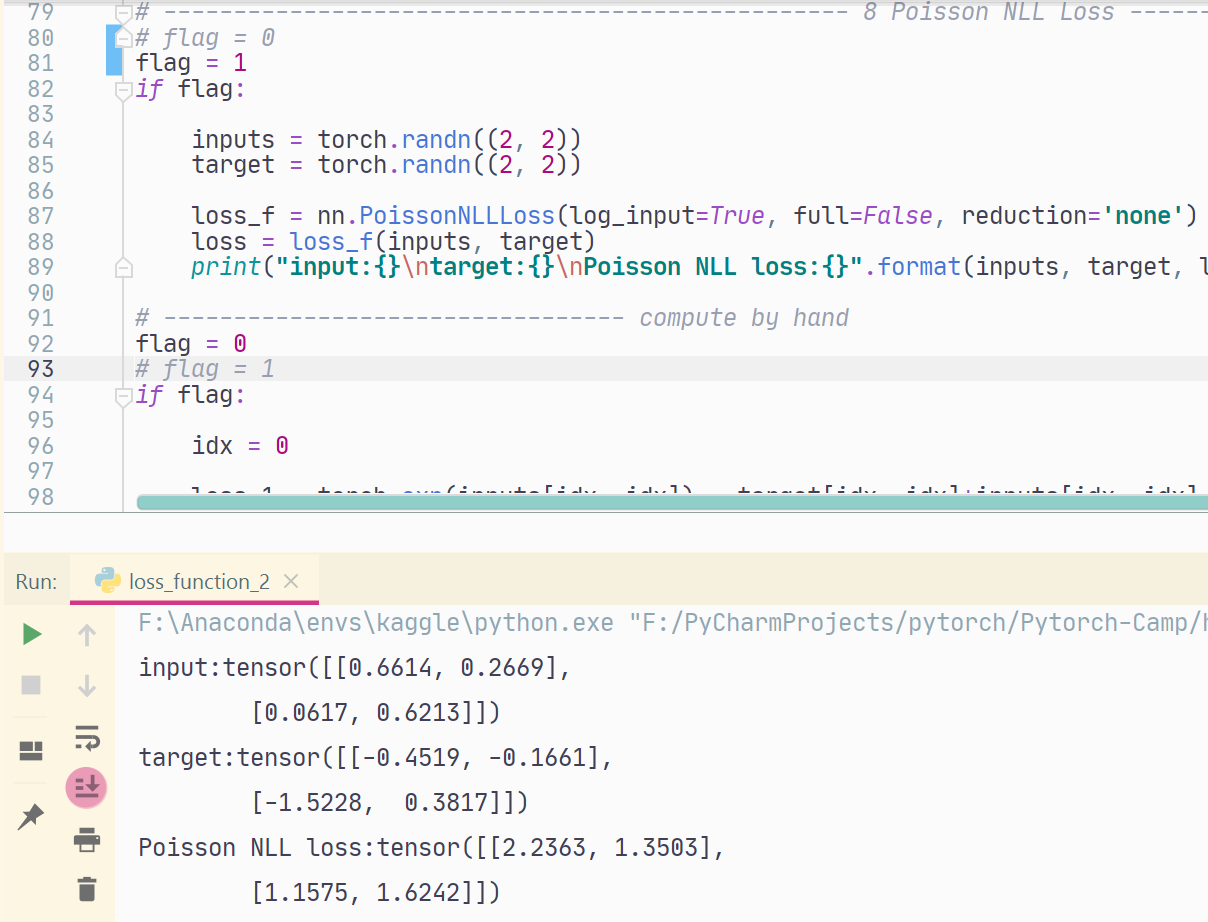 79 # ------------------------------------------------- 8 Poisson NLL Loss ------
80 # flag = 0
81 flag = 1
82 if flag:
83
84 inputs = torch.randn((2, 2))
85 target = torch.randn((2, 2))
86
87 loss_f = nn.PoissonNLLLoss(log_input=True, full=False, reduction='none')
88 loss = loss_f(inputs, target)
89 print("input:{}\ntarget:{}\nPoisson NLL loss:{}".format(inputs, target, l
90
91 # --------------------------------- compute by hand
92 flag = 0
93 # flag = 1
94 if flag:
95
96 idx = 0
97
98
Run: loss_function_2
F:\Anaconda\envs\kaggle\python.exe "F:/PyCharmProjects/pytorch/Pytorch-Camp/
input:tensor([[0.6614, 0.2669],
[0.0617, 0.6213]])
target:tensor([[-0.4519, -0.1661],
[-1.5228, 0.3817]])
Poisson NLL loss:tensor([[2.2363, 1.3503],
[1.1575, 1.6242]])